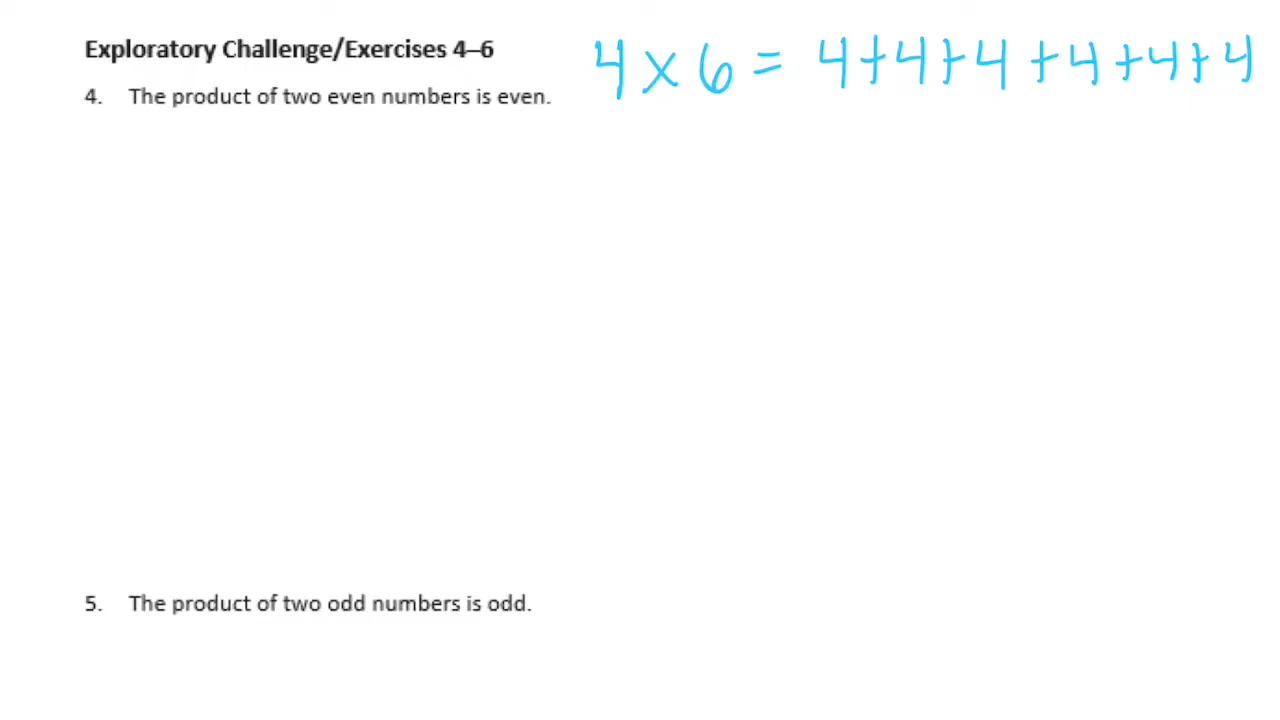 Exploratory Challenge/Exercises 4–6
4 × 6 = 4+4+4+4+4+4
4. The product of two even numbers is even.
5. The product of two odd numbers is odd.